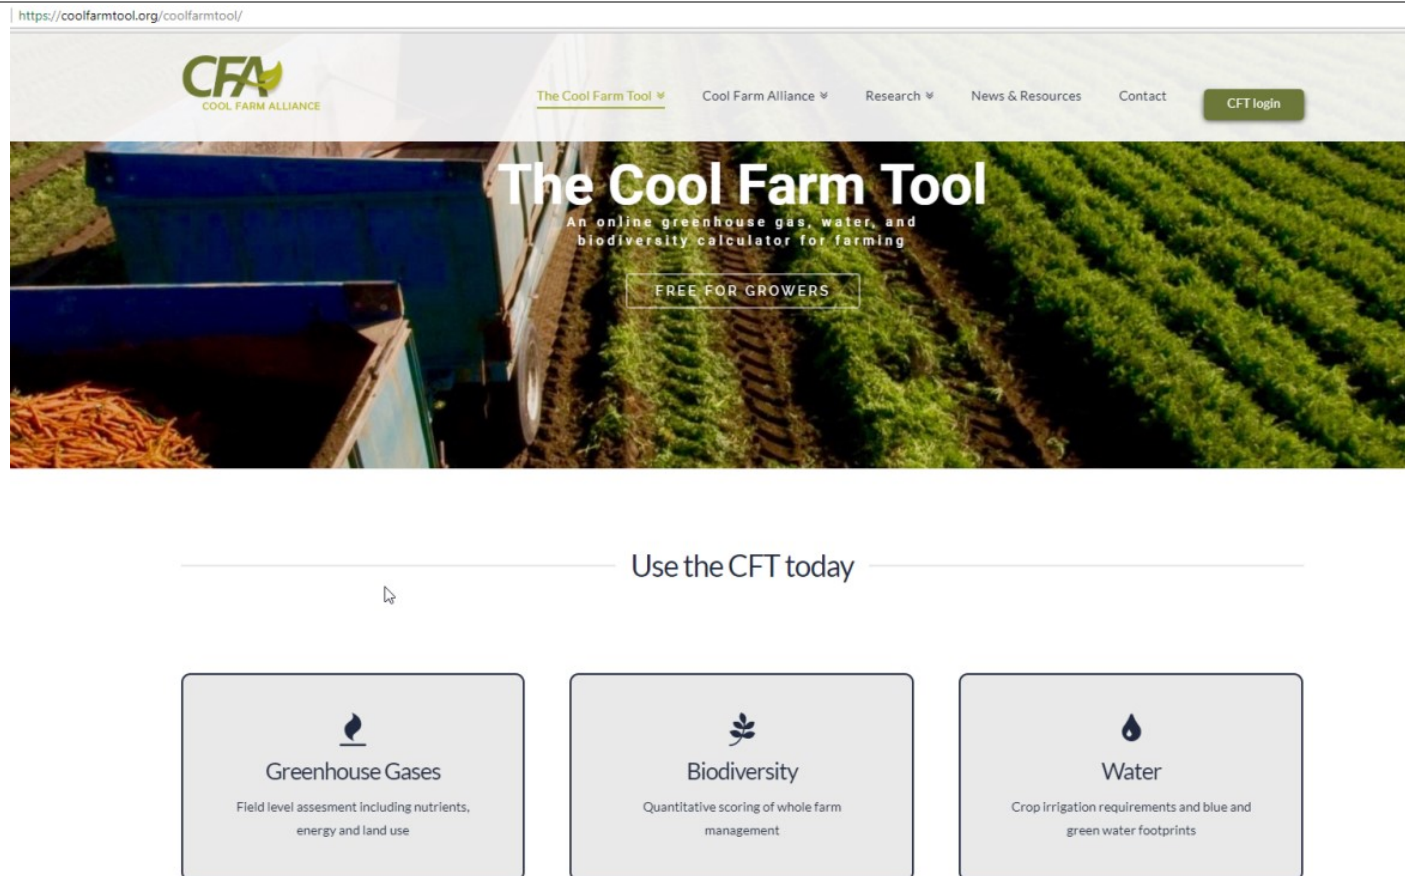 https://coolfarmtool.org/coolfarmtool/
CFA
COOL FARM ALLIANCE
The Cool Farm Tool
Cool Farm Alliance
Research
News & Resources
Contact
CFT login
The Cool Farm Tool
An online greenhouse gas, water, and
biodiversity calculator for farming
FREE FOR GROWERS
Use the CFT today
Greenhouse Gases
Field level assesment including nutrients,
energy and land use
Biodiversity
Quantitative scoring of whole farm
management
Water
Crop irrigation requirements and blue and
green water footprints